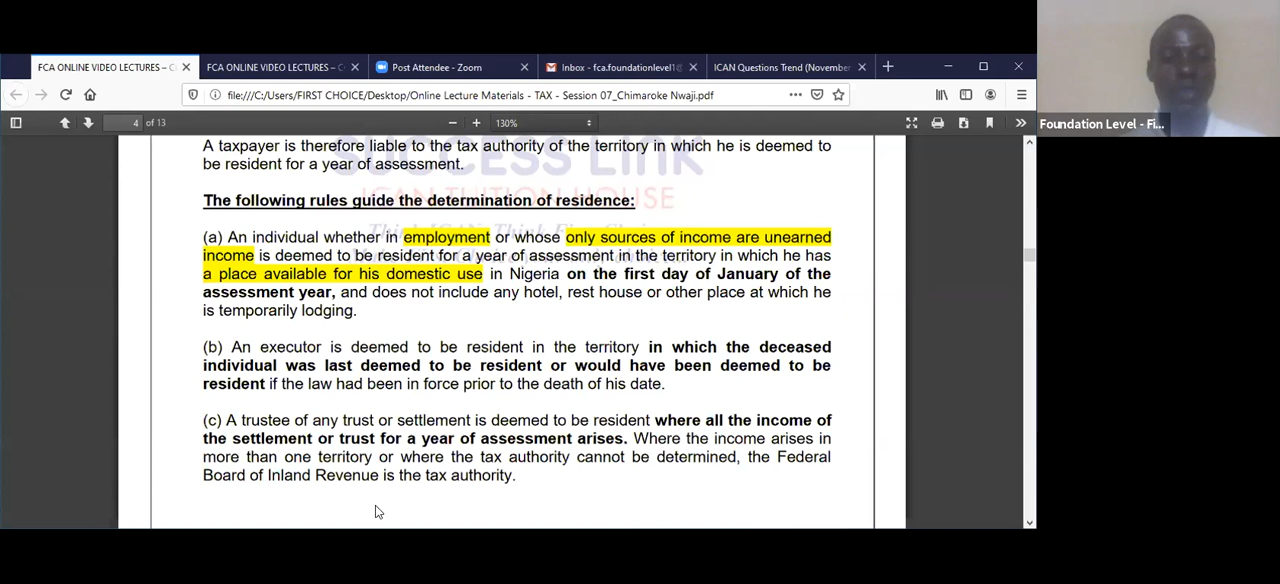 FCA ONLINE VIDEO LECTURES – C
FCA ONLINE VIDEO LECTURES – C
Post Attendee - Zoom
Inbox - fca.foundationlevel1@
ICAN Questions Trend (November
file:///C:/Users/FIRST CHOICE/Desktop/Online Lecture Materials - TAX - Session 07_Chimaroke Nwaji.pdf
4 of 13
130%
Foundation Level - Fi...
SUCCESS LINK
ICAN TUITION HOUSE
A taxpayer is therefore liable to the tax authority of the territory in which he is deemed to
be resident for a year of assessment.
The following rules guide the determination of residence:
(a) An individual whether in employment or whose only sources of income are unearned
income is deemed to be resident for a year of assessment in the territory in which he has
a place available for his domestic use in Nigeria on the first day of January of the
assessment year, and does not include any hotel, rest house or other place at which he
is temporarily lodging.
(b) An executor is deemed to be resident in the territory in which the deceased
individual was last deemed to be resident or would have been deemed to be
resident if the law had been in force prior to the death of his date.
(c) A trustee of any trust or settlement is deemed to be resident where all the income of
the settlement or trust for a year of assessment arises. Where the income arises in
more than one territory or where the tax authority cannot be determined, the Federal
Board of Inland Revenue is the tax authority.